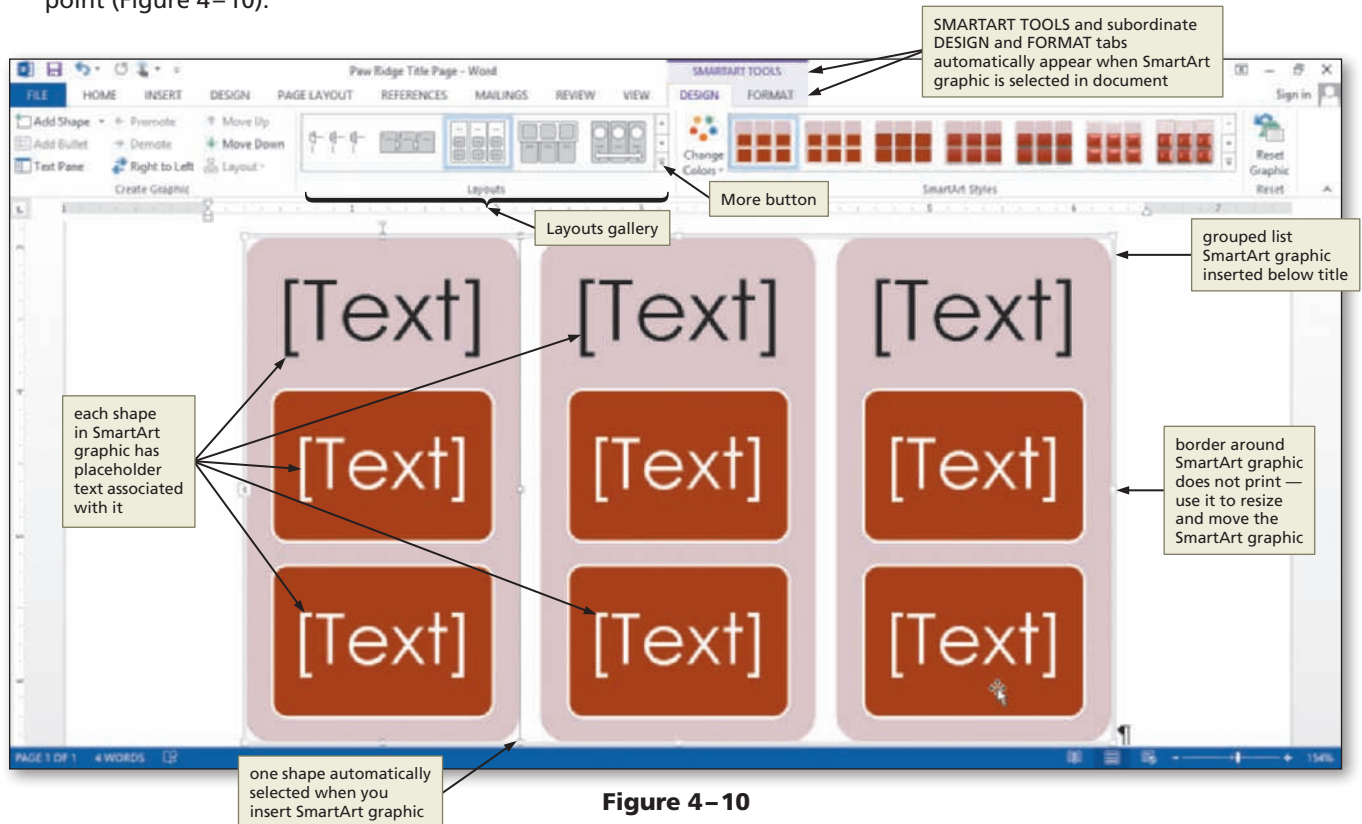 point (Figure 4–10).
SMARTART TOOLS and subordinate
DESIGN and FORMAT tabs
automatically appear when SmartArt
graphic is selected in document
Paw Ridge Title Page - Word
SMARTART TOOLS
FILE HOME INSERT DESIGN PAGE LAYOUT REFERENCES MAILINGS REVIEW VIEW DESIGN FORMAT Sign in
Add Shape Promote Move Up
Add Bullet Demote Move Down
Text Pane Right to Left Layout
Change
Colors
Reset
Graphic
Create Graphic Layouts SmartArt Styles Reset
More button
Layouts gallery
grouped list
SmartArt graphic
inserted below title
[Text] [Text] [Text]
each shape
in SmartArt
graphic has
placeholder
text associated
with it
[Text] [Text] [Text]
border around
SmartArt graphic
does not print —
use it to resize
and move the
SmartArt graphic
[Text] [Text] [Text]
¶
PAGE 1 OF 1 4 WORDS 154%
one shape automatically
selected when you
insert SmartArt graphic
Figure 4–10